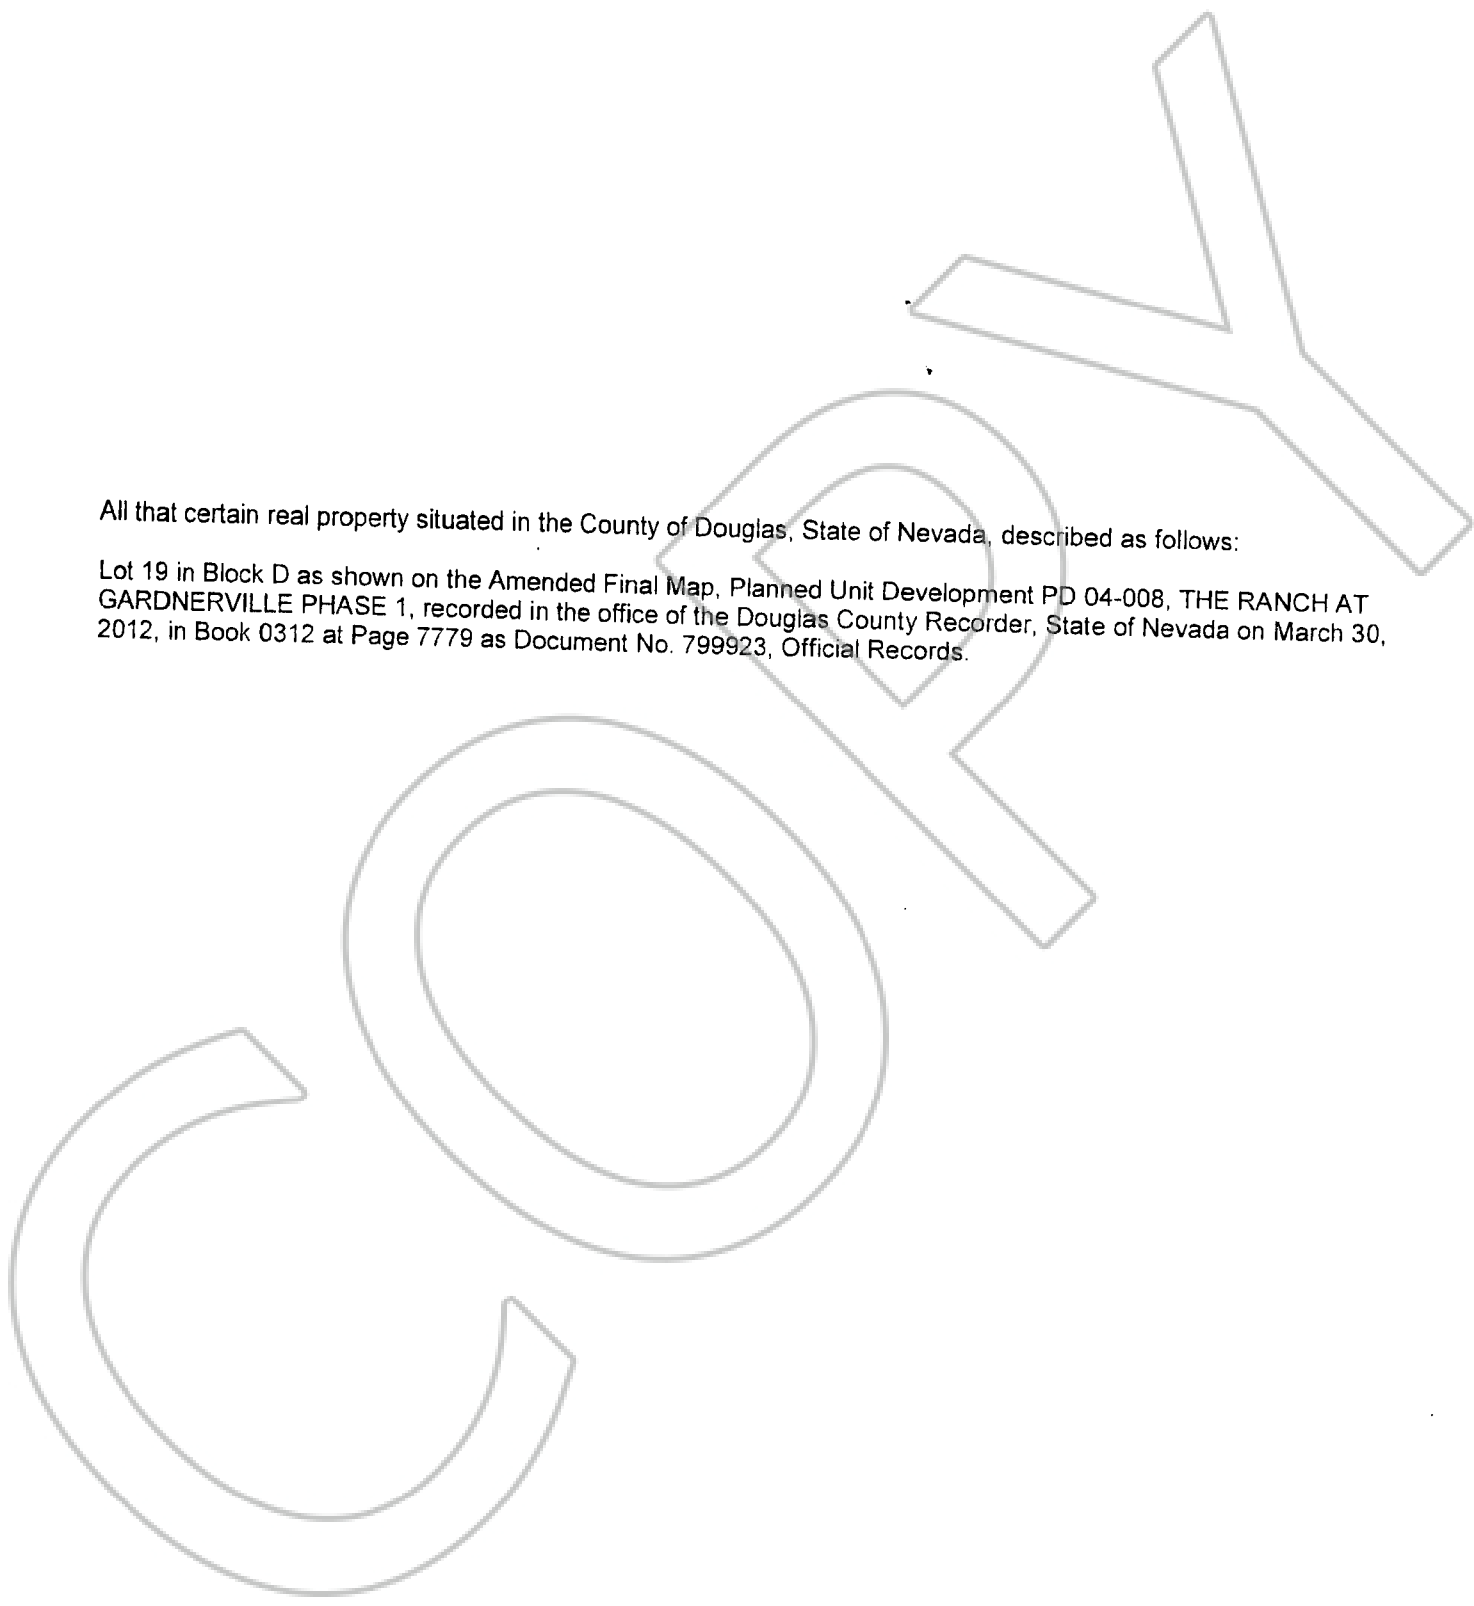 All that certain real property situated in the County of Douglas, State of Nevada, described as follows:
Lot 19 in Block D as shown on the Amended Final Map, Planned Unit Development PD 04-008, THE RANCH AT
GARDNERVILLE PHASE 1, recorded in the office of the Douglas County Recorder, State of Nevada on March 30,
2012, in Book 0312 at Page 7779 as Document No. 799923, Official Records.
COPY